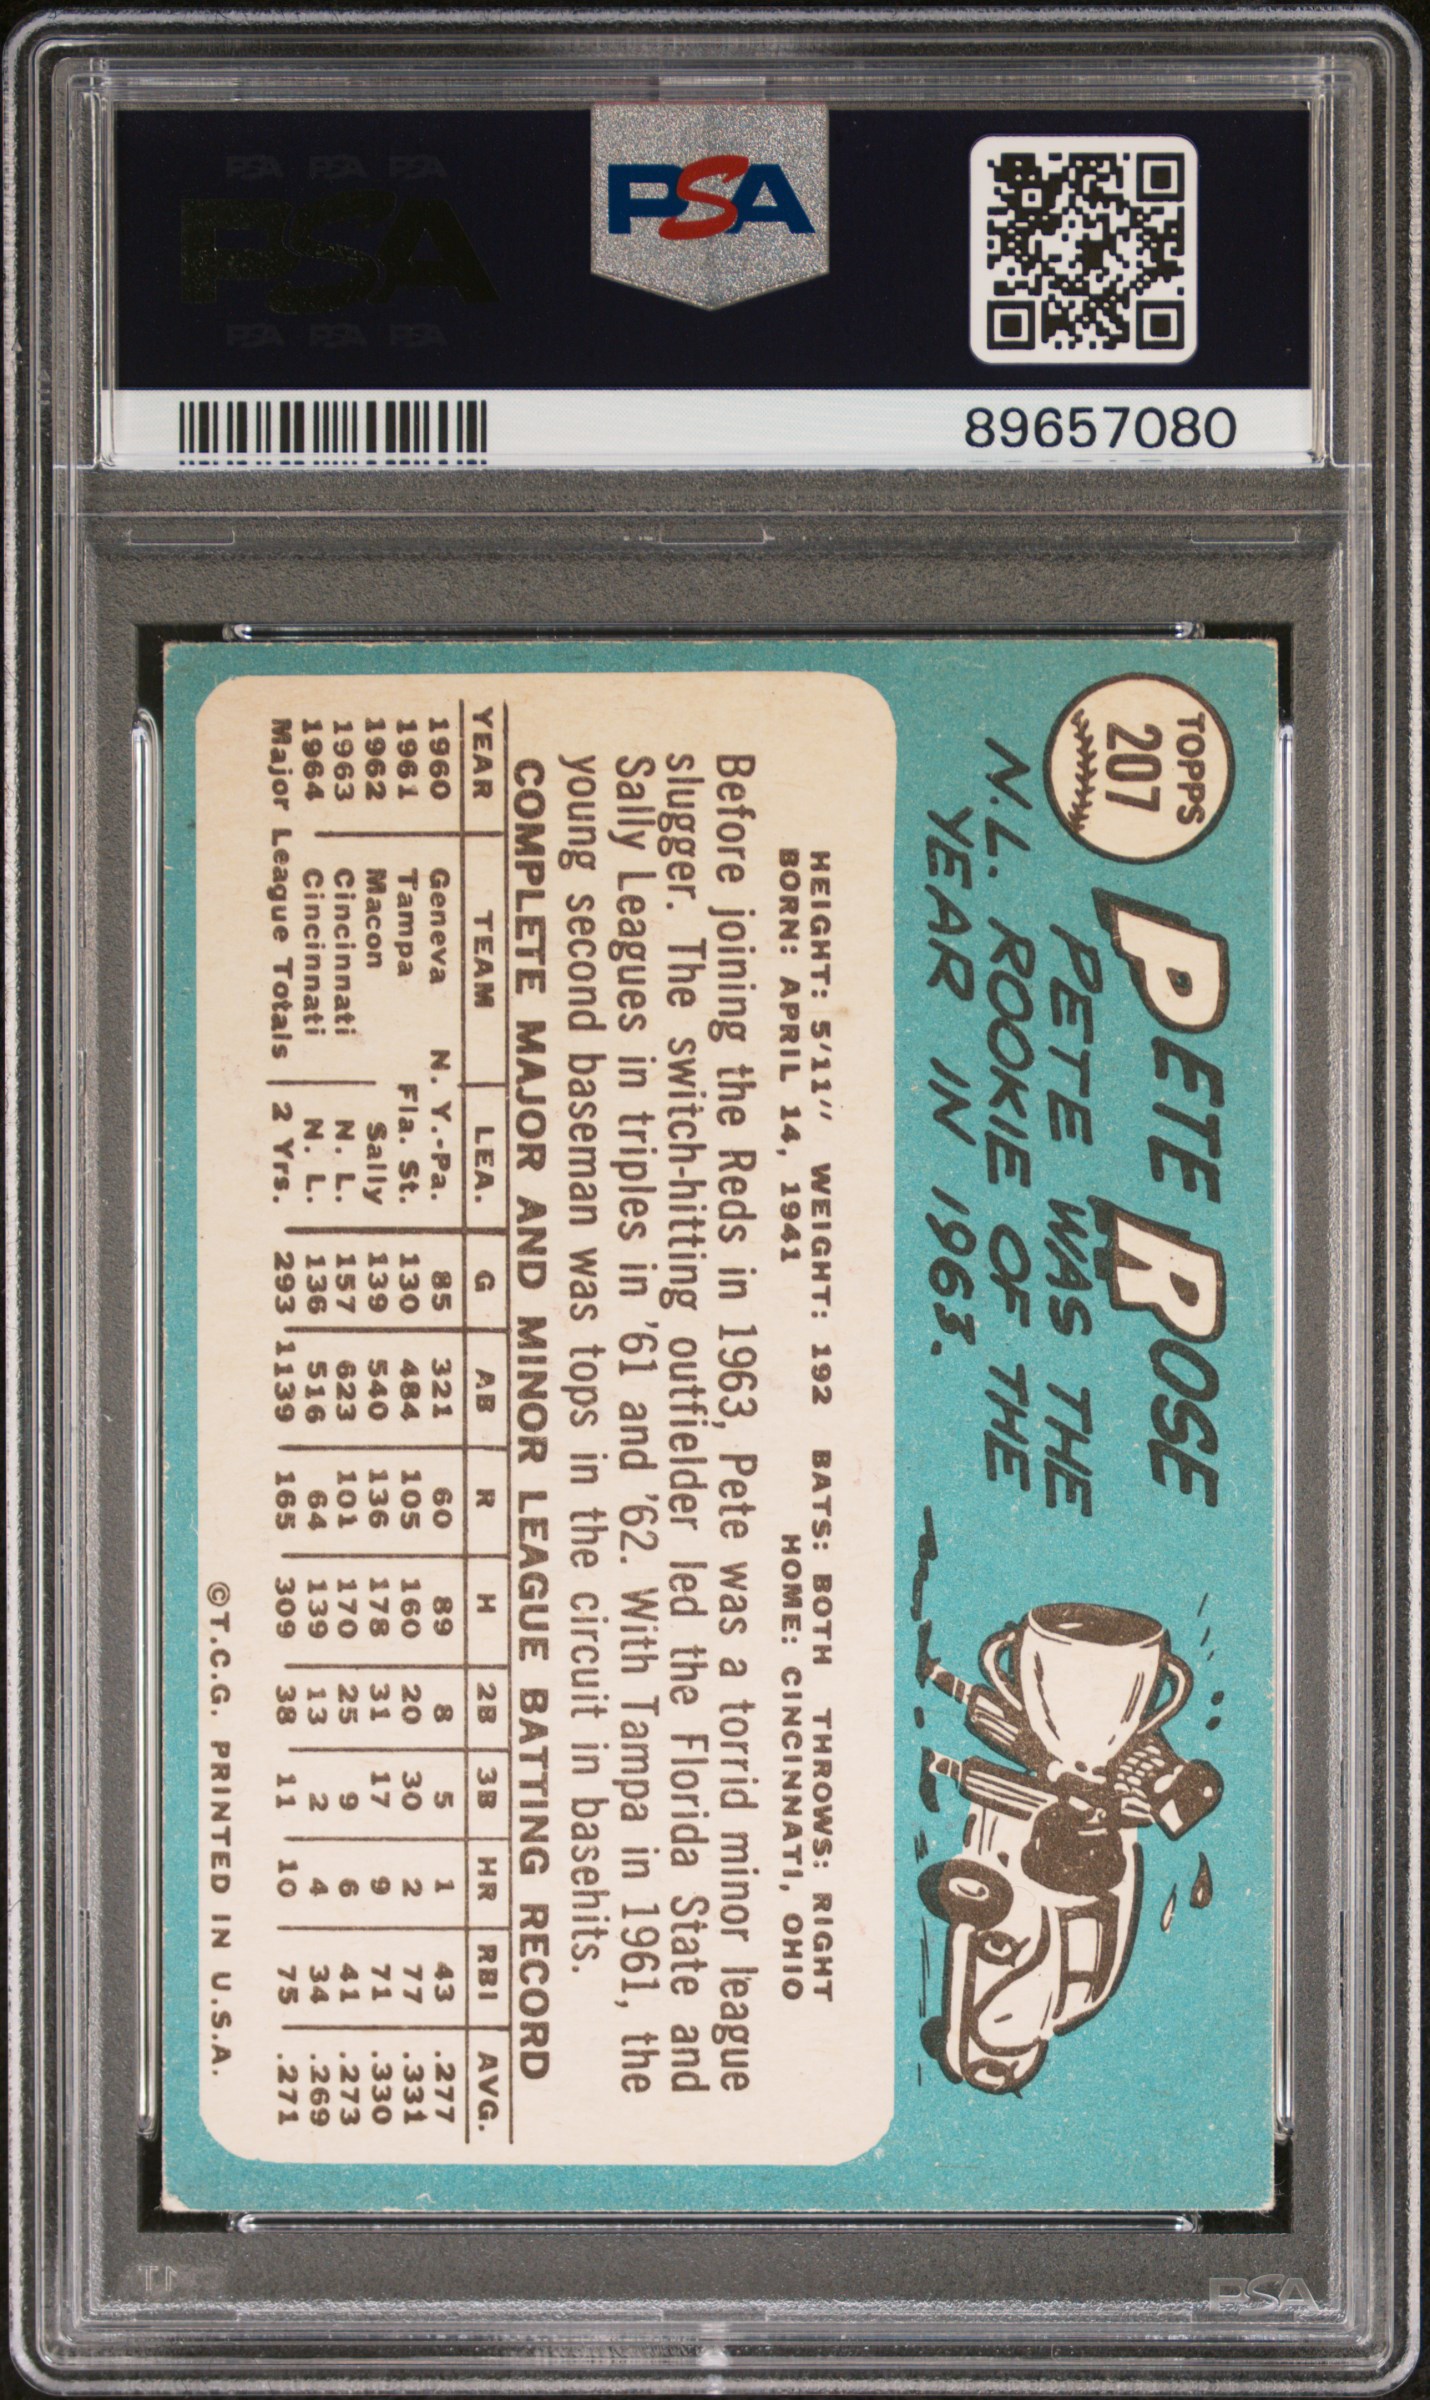 PSA PSA PSA
PSA
PSA PSA PSA
PSA
89657080
TOPPS
207
PETE ROSE
PETE WAS THE
N.L. ROOKIE OF THE
YEAR IN 1963.
HEIGHT: 5'11" WEIGHT: 192 BATS: BOTH THROWS: RIGHT
BORN: APRIL 14, 1941 HOME: CINCINNATI, OHIO
Before joining the Reds in 1963, Pete was a torrid minor league
slugger. The switch-hitting outfielder led the Florida State and
Sally Leagues in triples in '61 and '62. With Tampa in 1961, the
young second baseman was tops in the circuit in basehits.
COMPLETE MAJOR AND MINOR LEAGUE BATTING RECORD
YEAR TEAM LEA. G AB R H 2B 3B HR RBI AVG.
1960 Geneva N. Y.-Pa. 85 321 60 89 8 5 1 43 .277
1961 Tampa Fla. St. 130 484 105 160 20 30 2 77 .331
1962 Macon Sally 139 540 136 178 31 17 9 71 .330
1963 Cincinnati N. L. 157 623 101 170 25 9 6 41 .273
1964 Cincinnati N. L. 136 516 64 139 13 2 4 34 .269
Major League Totals 2 Yrs. 293 1139 165 309 38 11 10 75 .271
©T.C.G. PRINTED IN U.S.A.
PSA